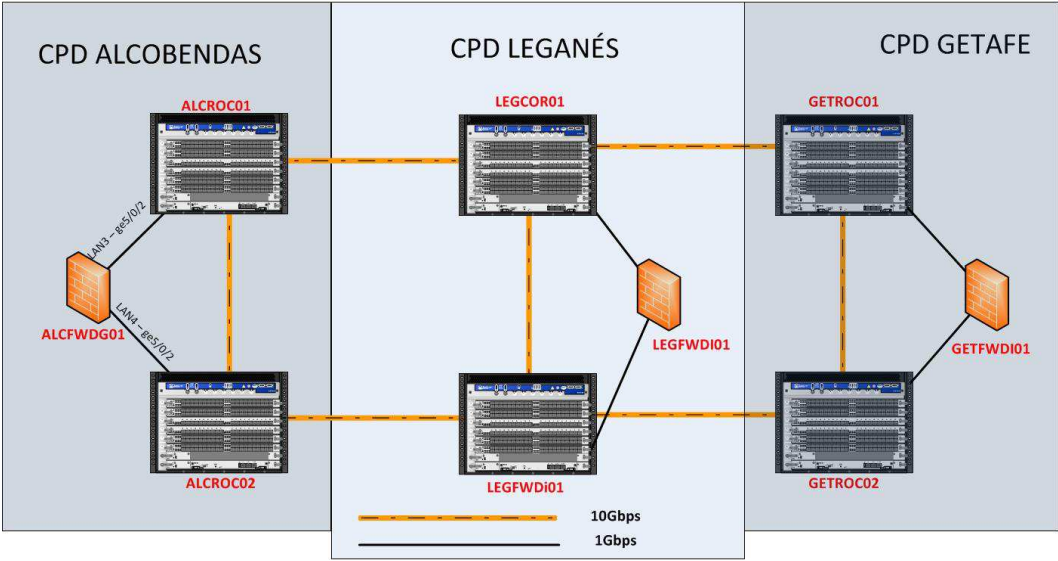 CPD ALCOBENDAS
CPD LEGANÉS
CPD GETAFE
ALCROC01
LEGCOR01
GETROC01
LAN3 – ge5/0/2
ALCFWDG01
LAN4 – ge5/0/2
LEGFWDI01
GETFWDI01
ALCROC02
LEGFWDi01
GETROC02
10Gbps
1Gbps